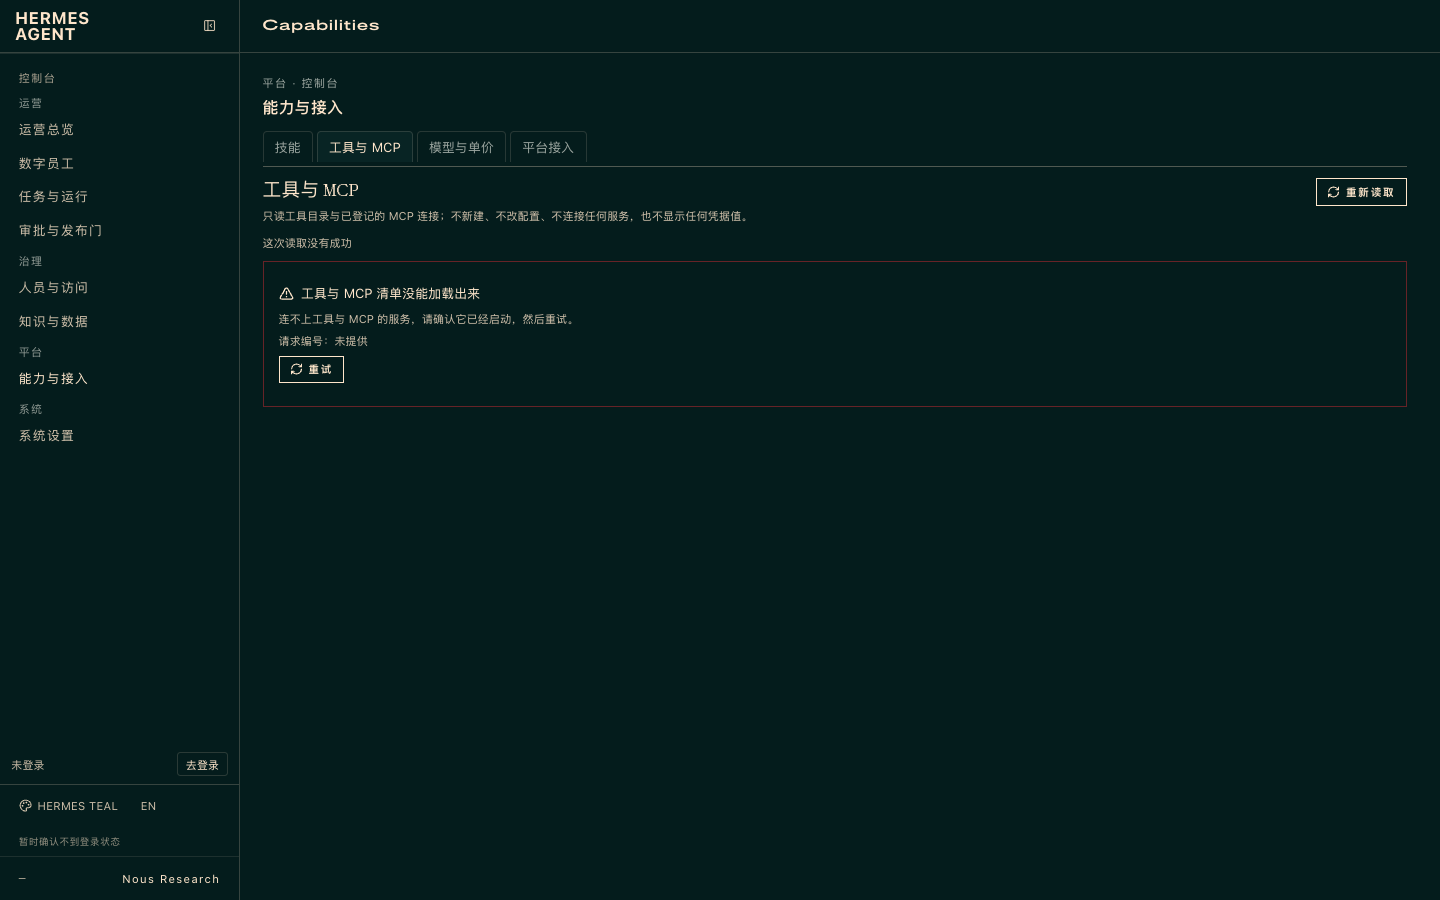 HERMES
AGENT
Capabilities
控制台
运营
运营总览
数字员工
任务与运行
审批与发布门
治理
人员与访问
知识与数据
平台
能力与接入
系统
系统设置
未登录
去登录
HERMES TEAL
EN
暂时确认不到登录状态
—
Nous Research
平台 · 控制台
能力与接入
技能
工具与 MCP
模型与单价
平台接入
工具与 MCP
重新读取
只读工具目录与已登记的 MCP 连接；不新建、不改配置、不连接任何服务，也不显示任何凭据值。
这次读取没有成功
工具与 MCP 清单没能加载出来
连不上工具与 MCP 的服务，请确认它已经启动，然后重试。
请求编号：未提供
重试